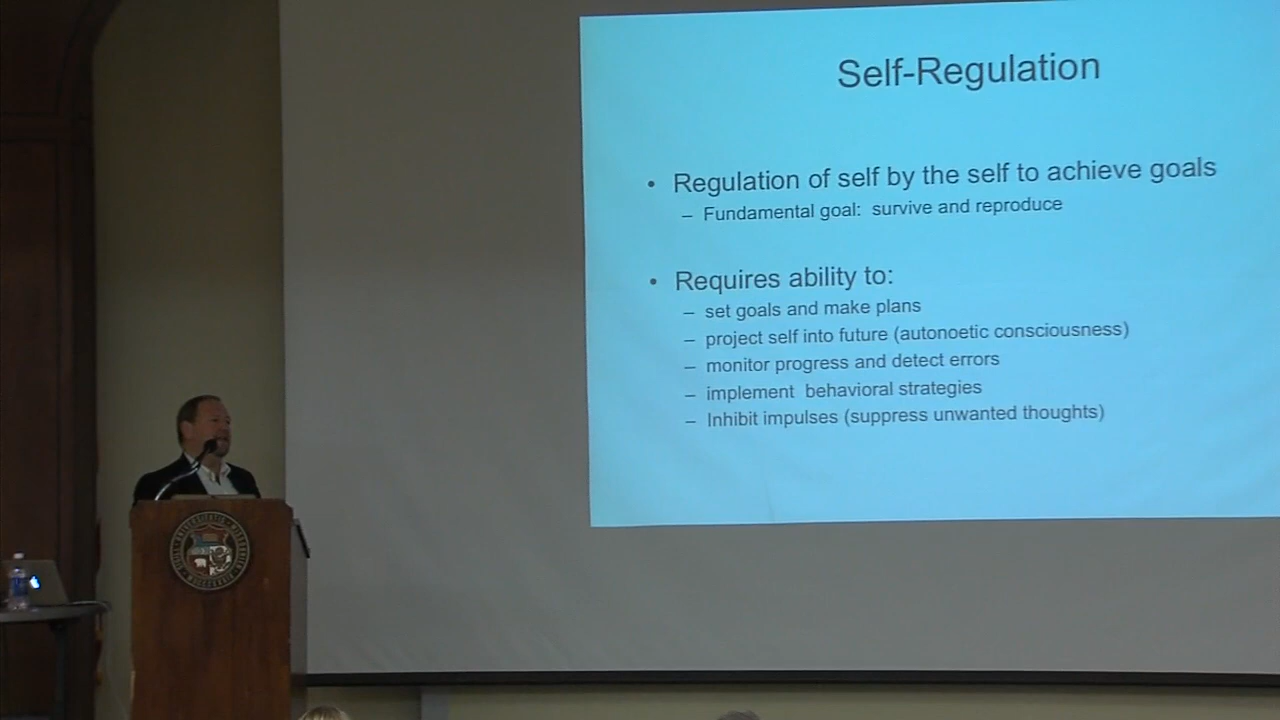 Self-Regulation
• Regulation of self by the self to achieve goals
– Fundamental goal: survive and reproduce
• Requires ability to:
– set goals and make plans
– project self into future (autonoetic consciousness)
– monitor progress and detect errors
– implement behavioral strategies
– Inhibit impulses (suppress unwanted thoughts)